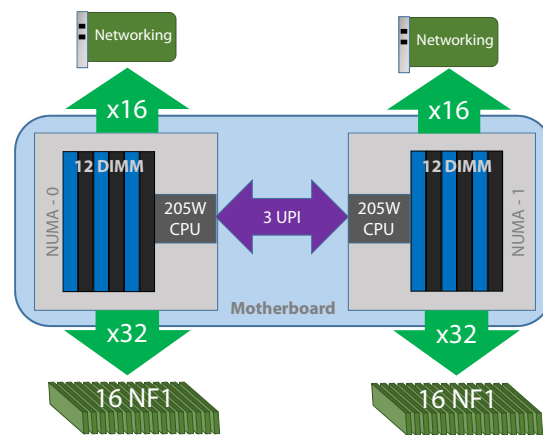 Networking
Networking
x16
x16
12 DIMM
12 DIMM
NUMA - 0
205W
CPU
3 UPI
205W
CPU
NUMA - 1
Motherboard
x32
x32
16 NF1
16 NF1